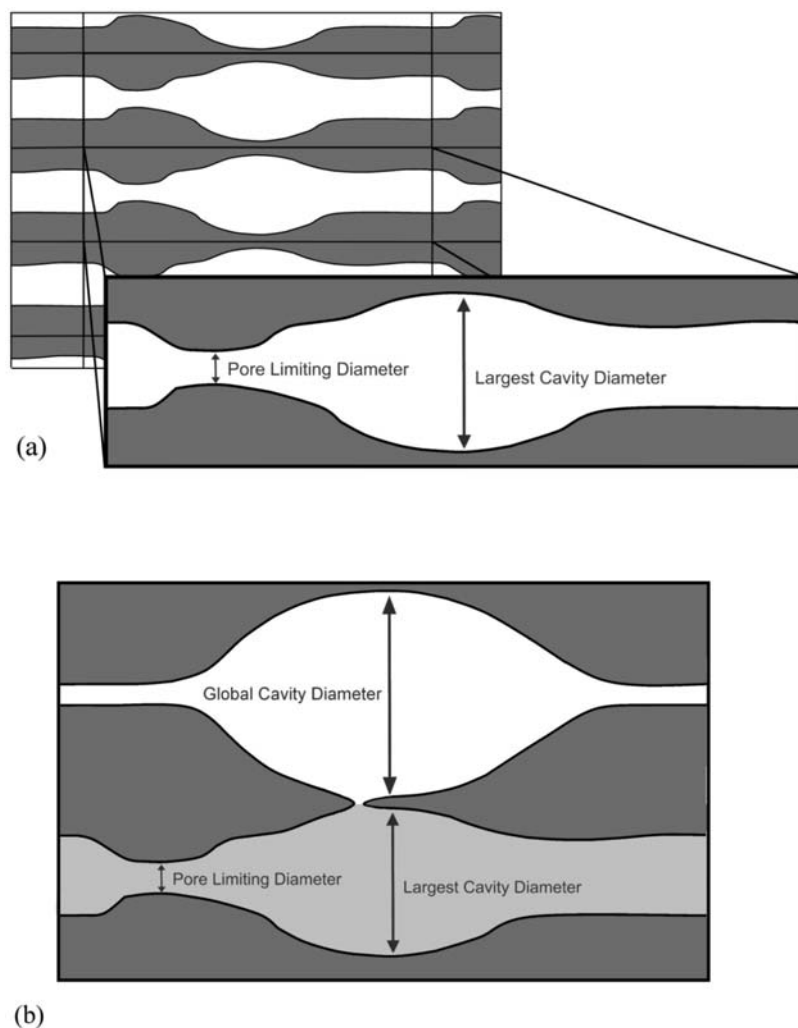 Pore Limiting Diameter
Largest Cavity Diameter
(a)
Global Cavity Diameter
Pore Limiting Diameter
Largest Cavity Diameter
(b)